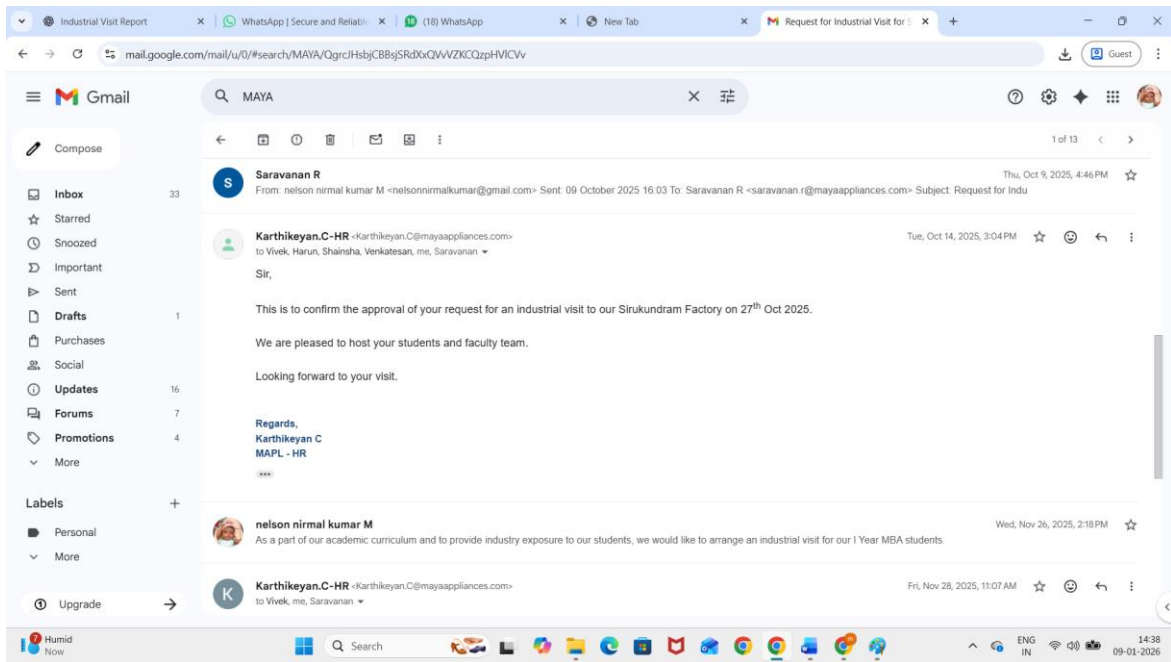 Industrial Visit Report
WhatsApp | Secure and Reliabl
(18) WhatsApp
New Tab
Request for Industrial Visit for
mail.google.com/mail/u/0/#search/MAYA/
Guest
Gmail
MAYA
Compose
1 of 13
Inbox 33
Starred
Snoozed
Important
Sent
Drafts 1
Purchases
Social
Updates 16
Forums 7
Promotions 4
More
Labels
Personal
More
Upgrade
S
Saravanan R Thu, Oct 9, 2025, 4:46 PM
From: nelson nirmal kumar M <nelsonnirmalkumar@gmail.com> Sent: 09 October 2025 16:03 To: Saravanan R <saravanan.r@mayaappliances.com> Subject: Request for Indu
Karthikeyan.C-HR <Karthikeyan.C@mayaappliances.com> Tue, Oct 14, 2025, 3:04 PM
to Vivek, Harun, Shainsha, Venkatesan, me, Saravanan
Sir,
This is to confirm the approval of your request for an industrial visit to our Sirukundram Factory on 27th Oct 2025.
We are pleased to host your students and faculty team.
Looking forward to your visit.
Regards,
Karthikeyan C
MAPL - HR
nelson nirmal kumar M Wed, Nov 26, 2025, 2:18 PM
As a part of our academic curriculum and to provide industry exposure to our students, we would like to arrange an industrial visit for our I Year MBA students.
K
Karthikeyan.C-HR <Karthikeyan.C@mayaappliances.com> Fri, Nov 28, 2025, 11:07 AM
to Vivek, me, Saravanan
7
Humid
Now
Search
ENG
IN
14:38
09-01-2026